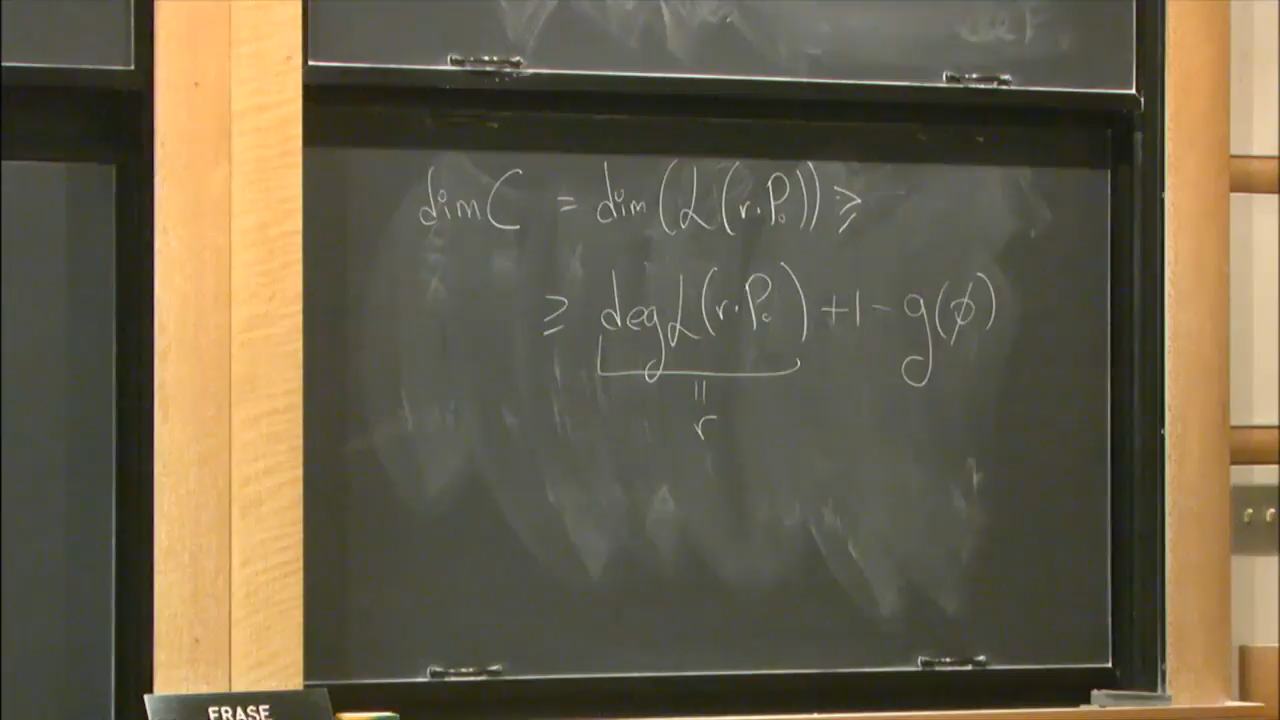 dim C = dim (L(r·P₀)) ≥
≥ deg L(r·P₀) + 1 - g(φ)
=
r
ERASE